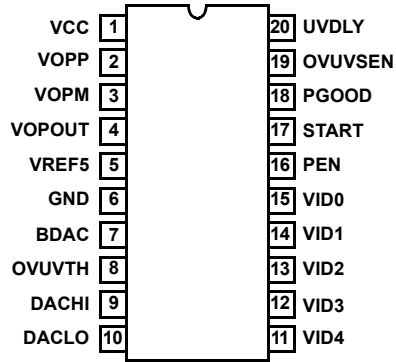 VCC 1 20 UVDLY
VOPP 2 19 OVUVSEN
VOPM 3 18 PGOOD
VOPOUT 4 17 START
VREF5 5 16 PEN
GND 6 15 VID0
BDAC 7 14 VID1
OVUVTH 8 13 VID2
DACHI 9 12 VID3
DACLO 10 11 VID4